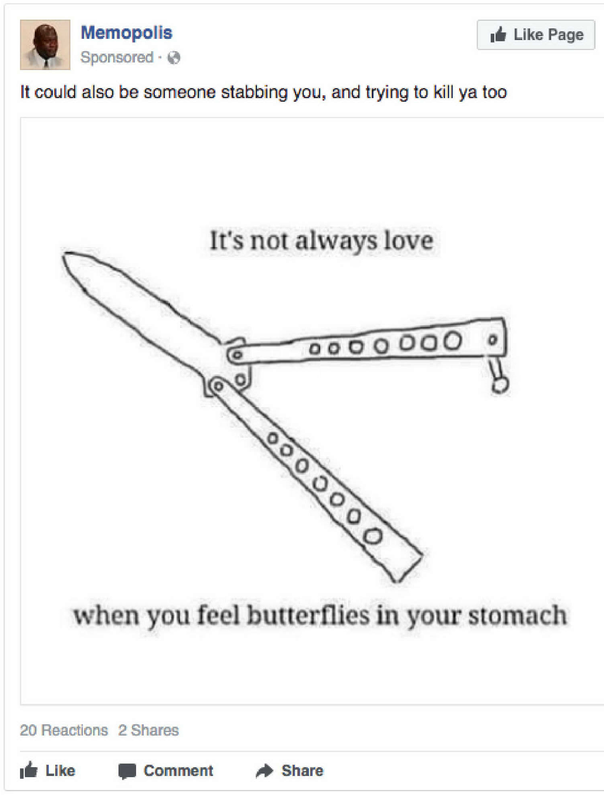 Memopolis
Like Page
Sponsored ·
It could also be someone stabbing you, and trying to kill ya too
It's not always love
when you feel butterflies in your stomach
20 Reactions 2 Shares
Like Comment Share